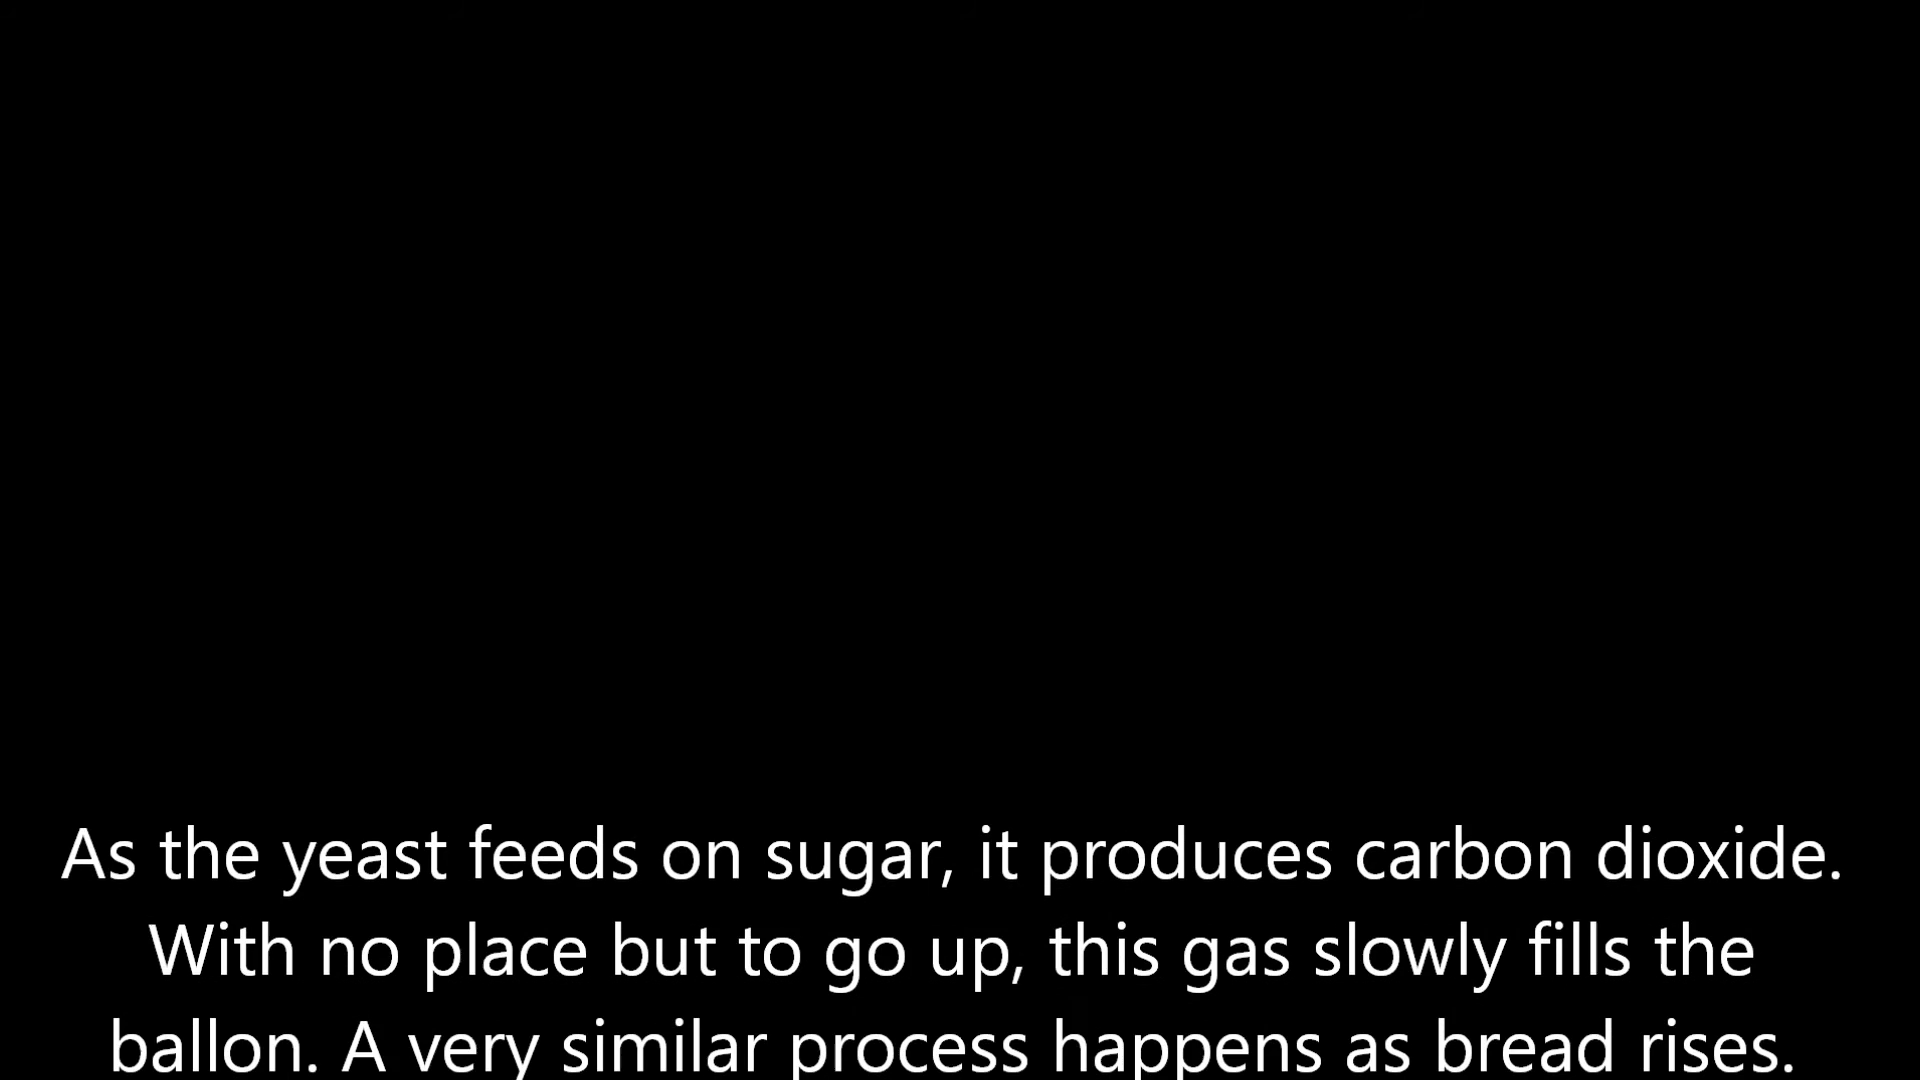 As the yeast feeds on sugar, it produces carbon dioxide.
With no place but to go up, this gas slowly fills the
ballon. A very similar process happens as bread rises.